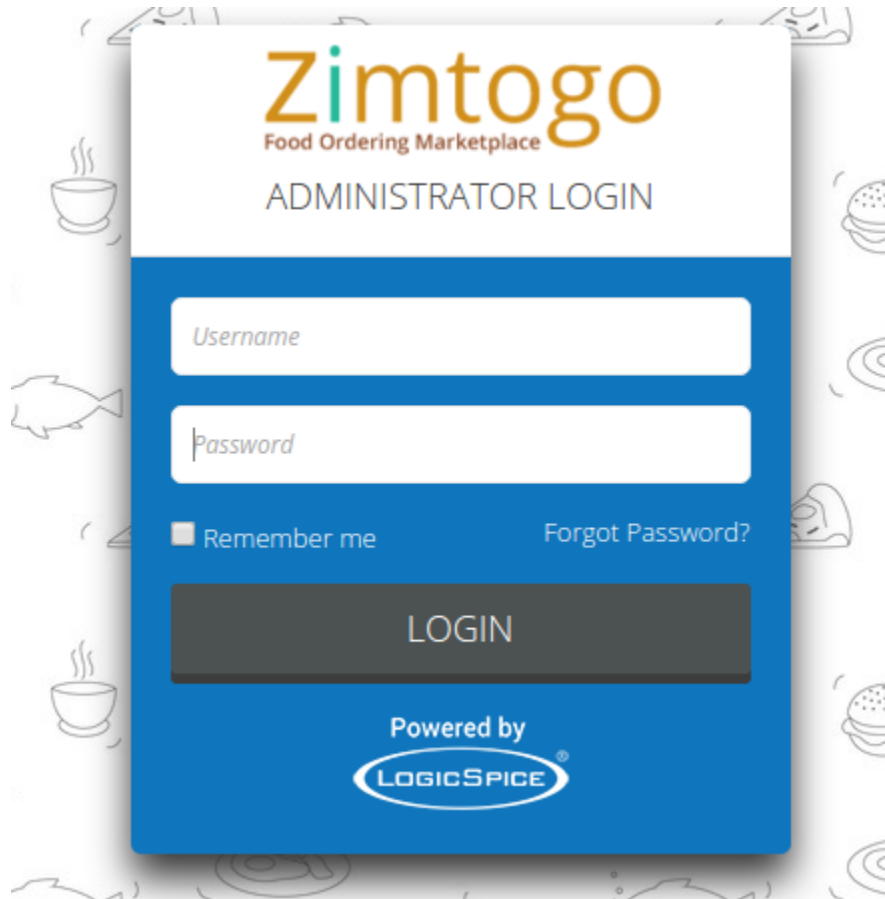 Zimtogo
Food Ordering Marketplace
ADMINISTRATOR LOGIN
Username
Password
Remember me
Forgot Password?
LOGIN
Powered by
LOGICSPICE®